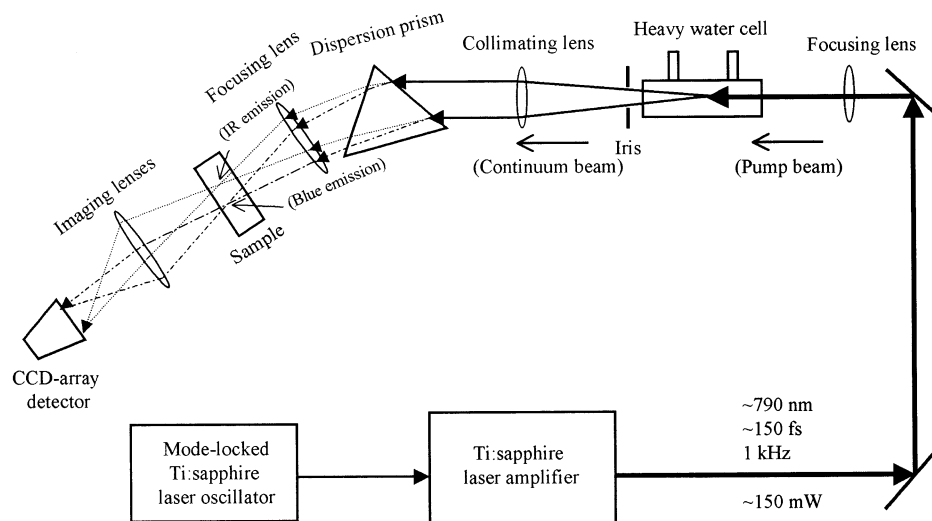 Heavy water cell
Focusing lens
Collimating lens
Dispersion prism
Focusing lens
(IR emission)
Iris
(Continuum beam)
(Pump beam)
(Blue emission)
Imaging lenses
Sample
CCD-array
detector
~790 nm
~150 fs
1 kHz
~150 mW
Mode-locked
Ti:sapphire
laser oscillator
Ti:sapphire
laser amplifier